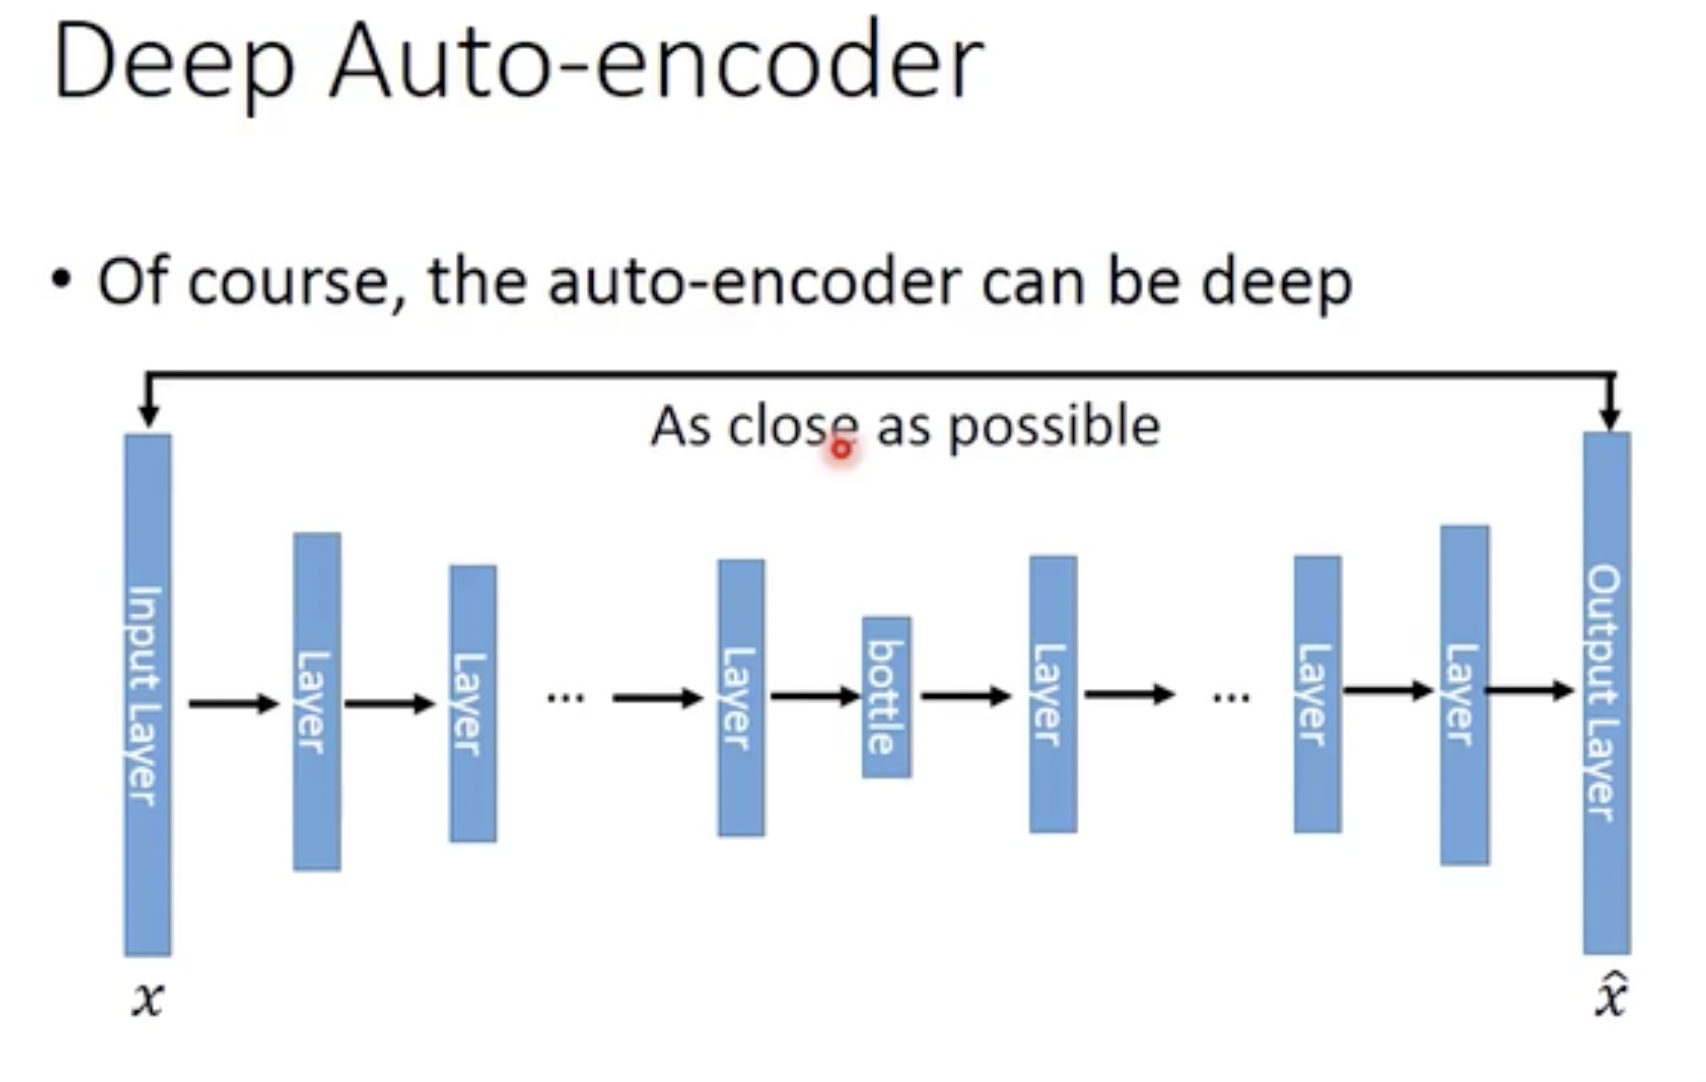 Deep Auto-encoder
• Of course, the auto-encoder can be deep
As close as possible
Input Layer
Layer
Layer
...
Layer
bottle
Layer
...
Layer
Layer
Output Layer
x
x̂